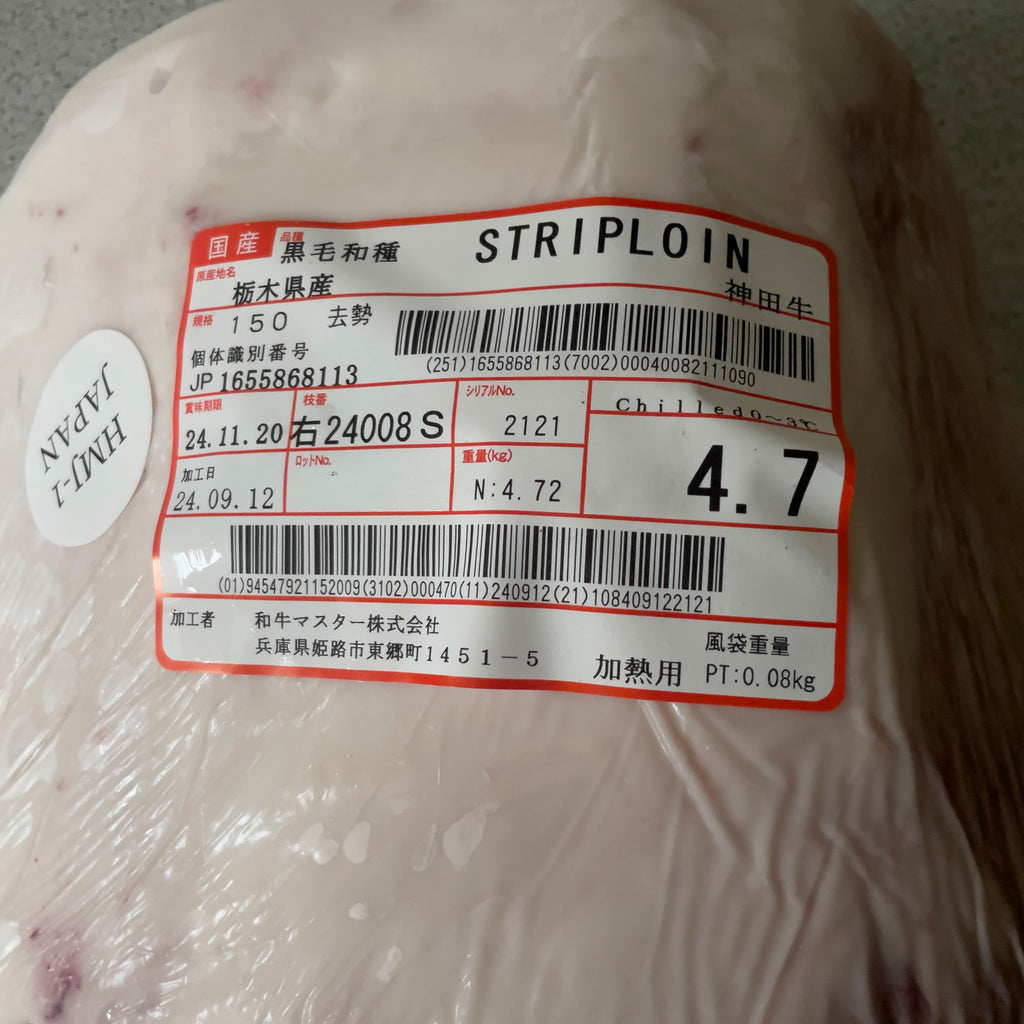 国産 品種 黒毛和種 STRIPLOIN
原産地名 栃木県産 神田牛
規格 150 去勢
(251)1655868113(7002)00040082111090
個体識別番号
JP 1655868113
賞味期限 枝番 シリアルNo. Chilled0～3℃
24.11.20 右24008S 2121
加工日 ロットNo. 重量(kg) 4.7
24.09.12 N:4.72
(01)94547921152009(3102)000470(11)240912(21)108409122121
加工者 和牛マスター株式会社 風袋重量
兵庫県姫路市東郷町1451－5 加熱用 PT:0.08kg
HMJ-1
JAPAN